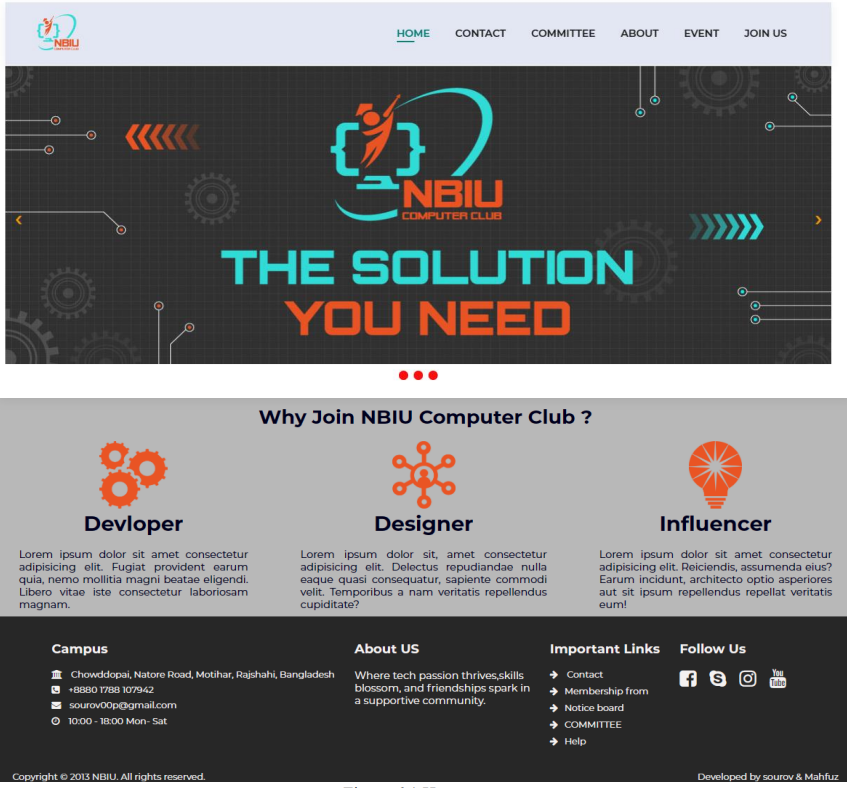 NBIU
COMPUTER CLUB
HOME CONTACT COMMITTEE ABOUT EVENT JOIN US
NBIU
COMPUTER CLUB
THE SOLUTION
YOU NEED
Why Join NBIU Computer Club ?
Devloper
Lorem ipsum dolor sit amet consectetur
adipisicing elit. Fugiat provident earum
quia, nemo mollitia magni beatae eligendi.
Libero vitae iste consectetur laboriosam
magnam.
Designer
Lorem ipsum dolor sit, amet consectetur
adipisicing elit. Delectus repudiandae nulla
eaque quasi consequatur, sapiente commodi
velit. Temporibus a nam veritatis repellendus
cupiditate?
Influencer
Lorem ipsum dolor sit amet consectetur
adipisicing elit. Reiciendis, assumenda eius?
Earum incidunt, architecto optio asperiores
aut sit ipsum repellendus repellat veritatis
eum!
Campus
Chowddopai, Natore Road, Motihar, Rajshahi, Bangladesh
+8880 1788 107942
sourov00p@gmail.com
10:00 - 18:00 Mon- Sat
About US
Where tech passion thrives,skills
blossom, and friendships spark in
a supportive community.
Important Links
Contact
Membership from
Notice board
COMMITTEE
Help
Follow Us
You
Tube
Copyright © 2013 NBIU. All rights reserved.
Developed by sourov & Mahfuz